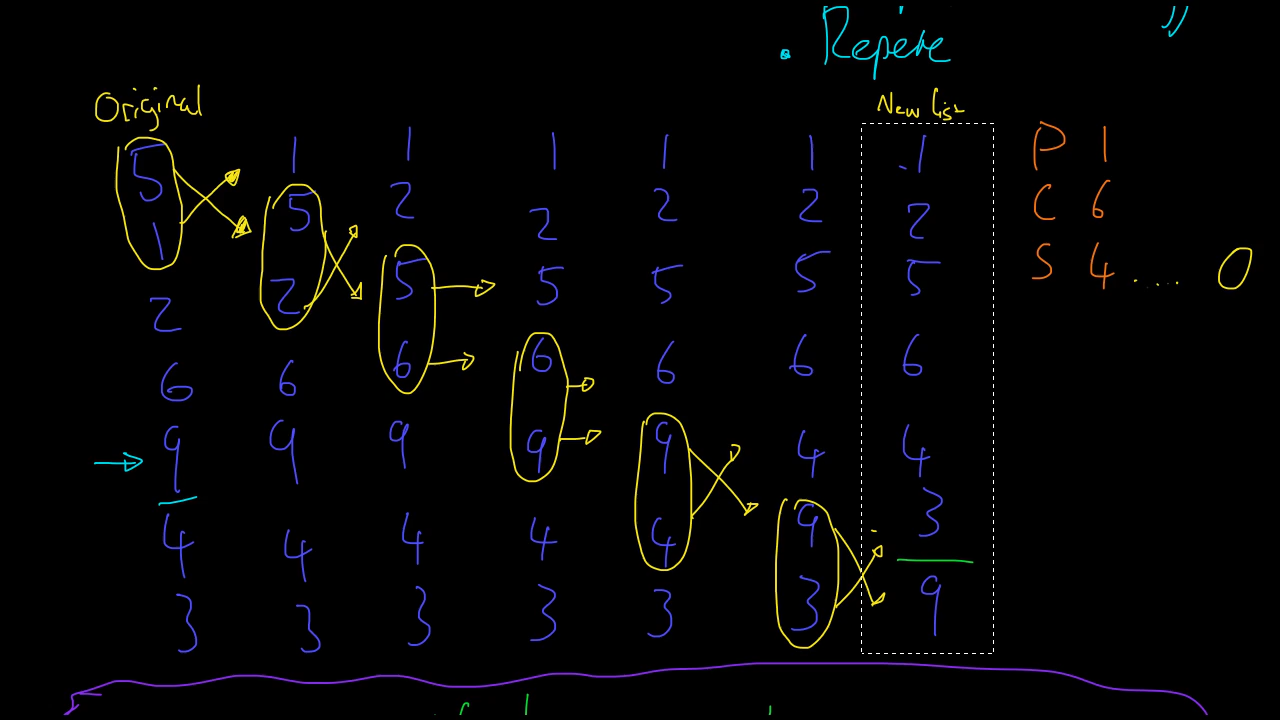 . Repere "
Original New lis
5 1 1 1 1 1 1 P 1
1 5 2 2 2 2 2 C 6
2 2 5 5 5 5 5 S 4 ..... 0
6 6 6 6 6 6 6
9 9 9 9 9 4 4
4 4 4 4 4 9 3
3 3 3 3 3 3 9